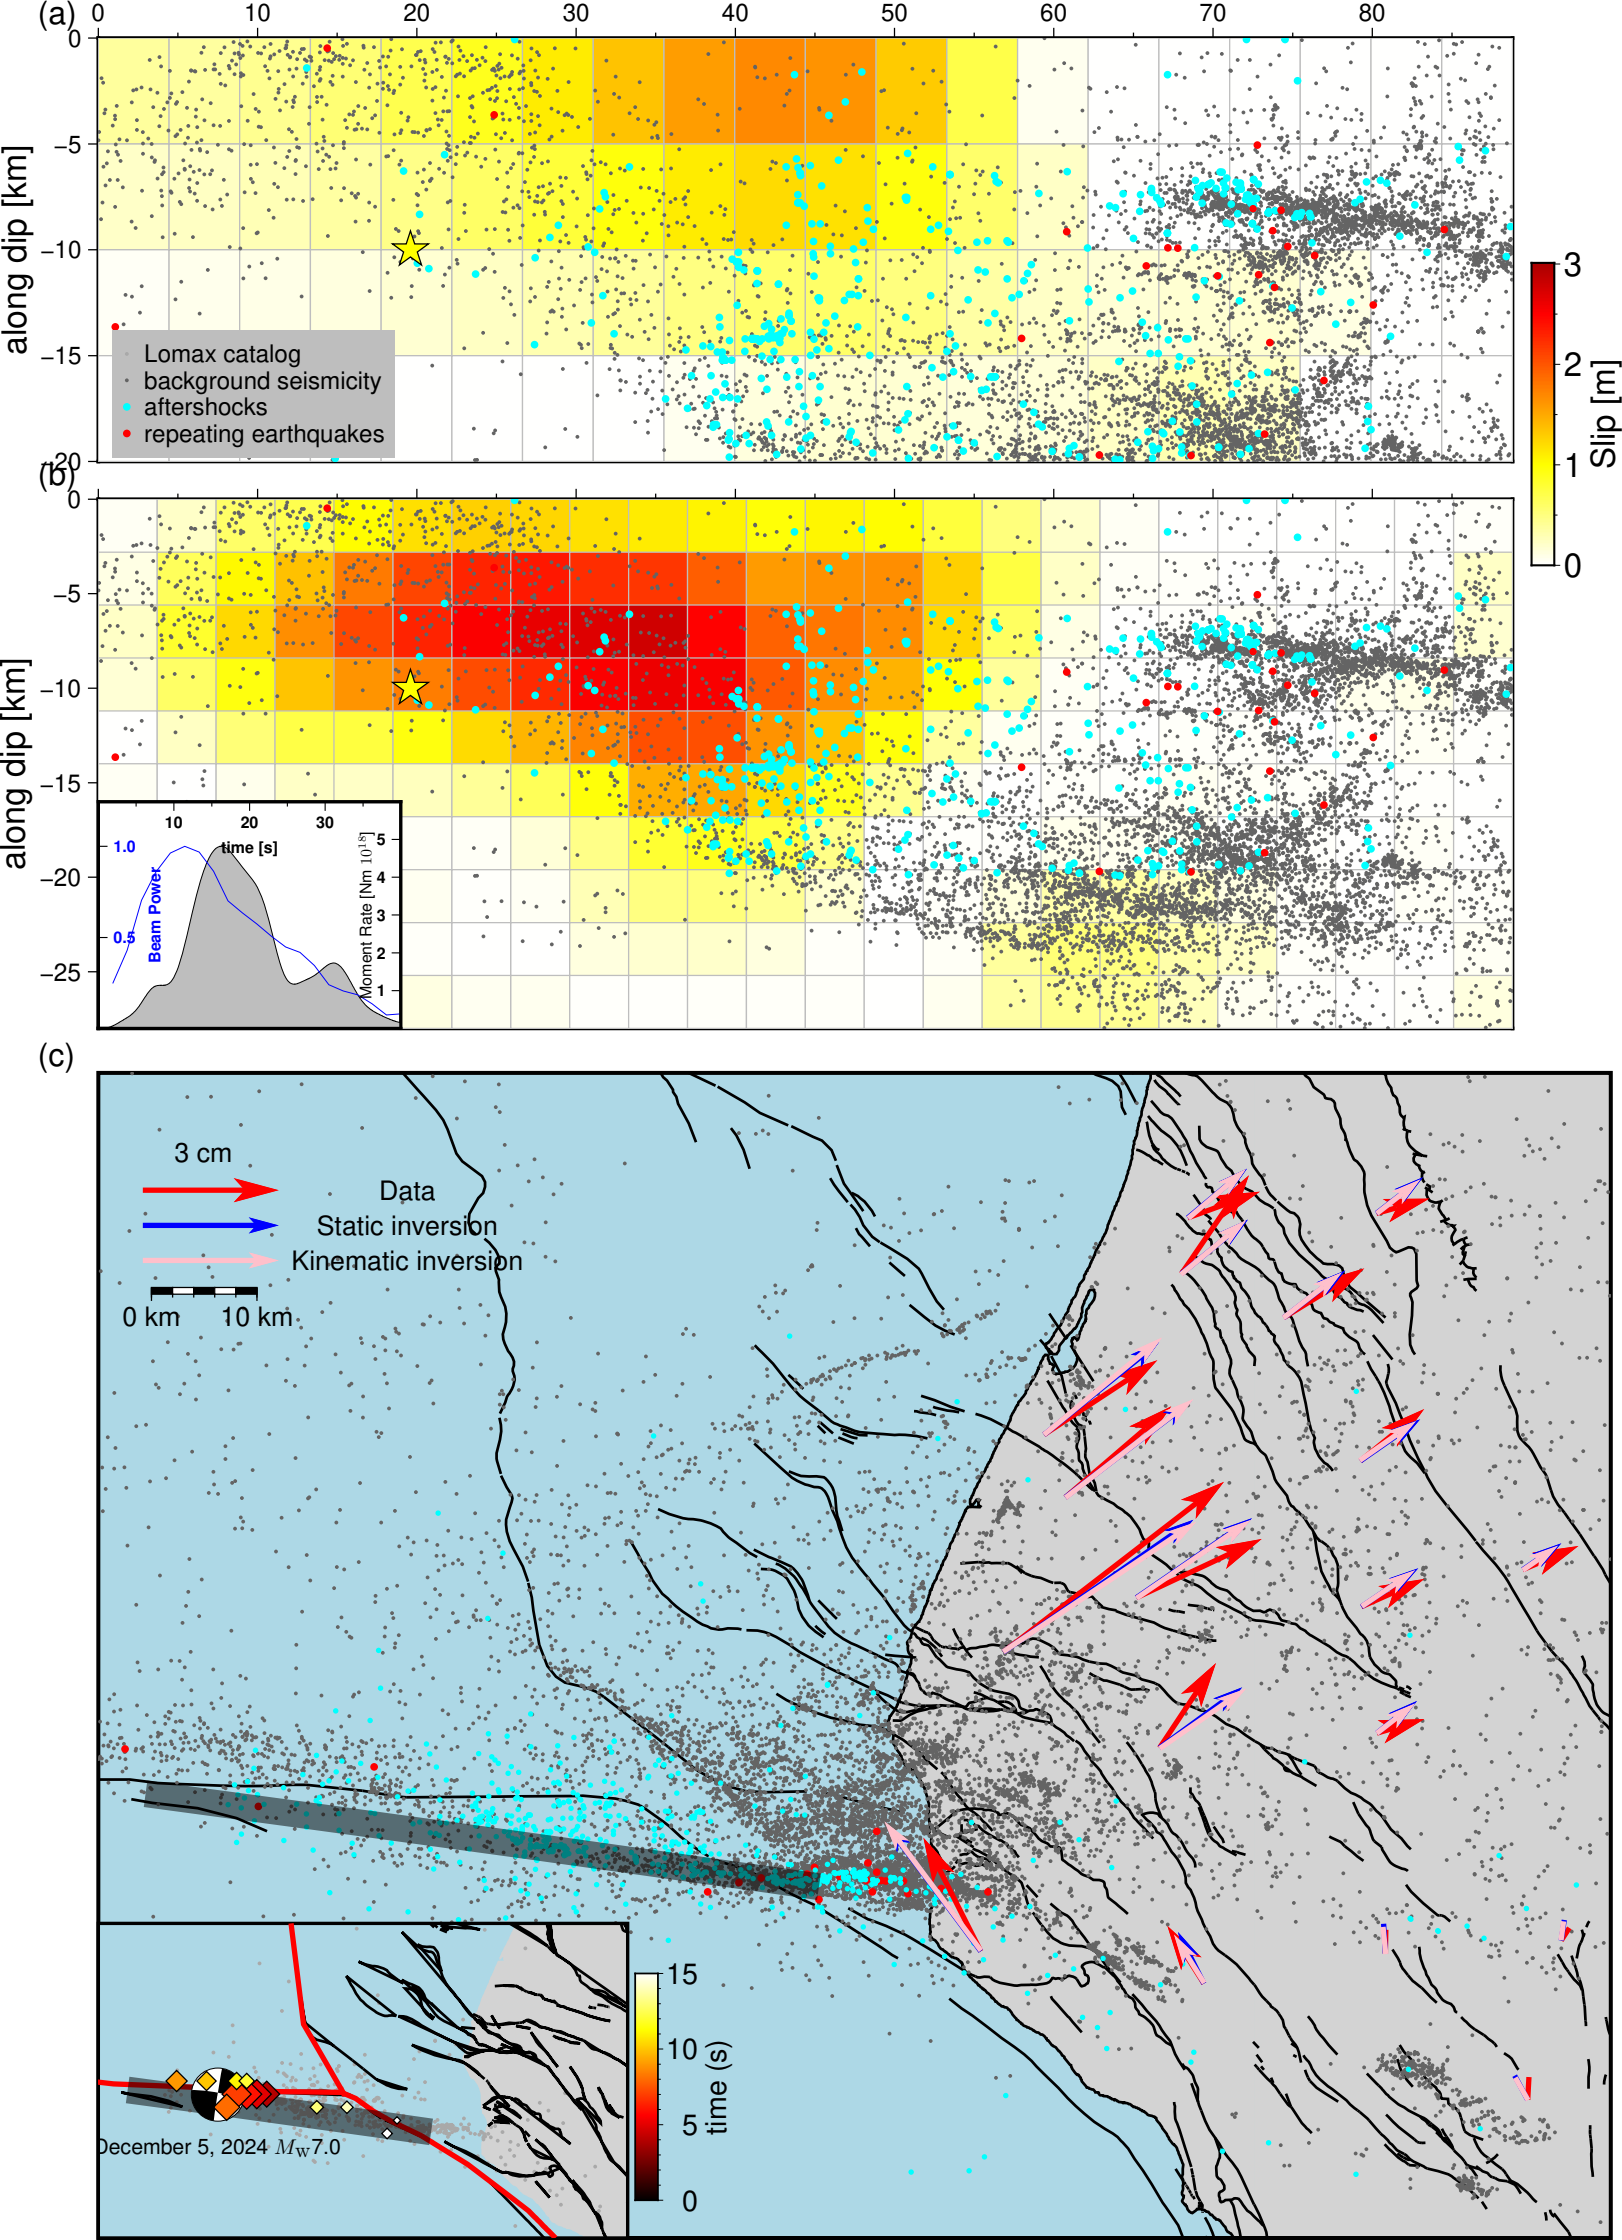 (a)
0 10 20 30 40 50 60 70 80
0
−5
−10
−15
−20
along dip [km]
Lomax catalog
background seismicity
aftershocks
repeating earthquakes
3
2
1
0
Slip [m]
(b)
0
−5
−10
−15
−20
−25
along dip [km]
10 20 30
time [s]
1.0
0.5
Beam Power
5
4
3
2
1
Moment Rate [Nm 10¹⁸]
(c)
3 cm
Data
Static inversion
Kinematic inversion
0 km 10 km
December 5, 2024 Mw7.0
15
10
5
0
time (s)